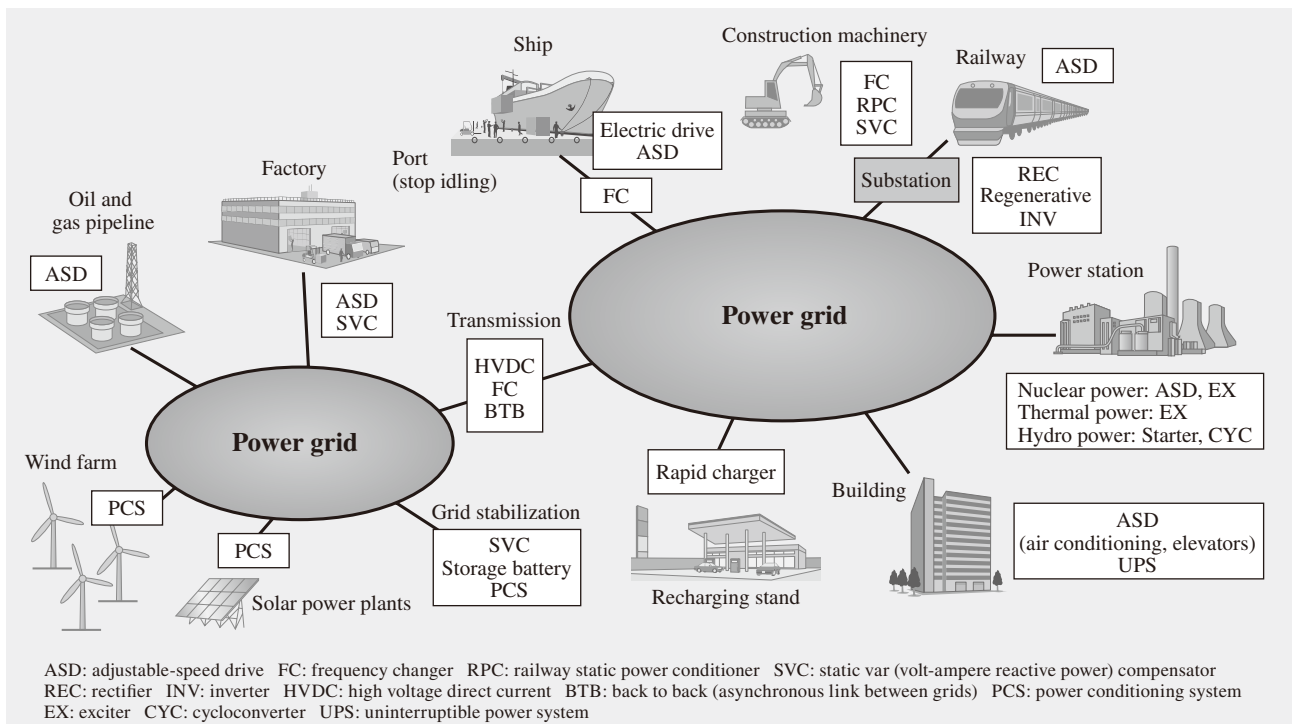 Ship
Construction machinery
Railway
ASD
FC
RPC
SVC
Electric drive
ASD
Port
(stop idling)
FC
Substation
REC
Regenerative
INV
Factory
Oil and
gas pipeline
ASD
ASD
SVC
Transmission
HVDC
FC
BTB
Power grid
Power station
Nuclear power: ASD, EX
Thermal power: EX
Hydro power: Starter, CYC
Power grid
Wind farm
PCS
PCS
Solar power plants
Grid stabilization
SVC
Storage battery
PCS
Rapid charger
Recharging stand
Building
ASD
(air conditioning, elevators)
UPS
ASD: adjustable-speed drive FC: frequency changer RPC: railway static power conditioner SVC: static var (volt-ampere reactive power) compensator
REC: rectifier INV: inverter HVDC: high voltage direct current BTB: back to back (asynchronous link between grids) PCS: power conditioning system
EX: exciter CYC: cycloconverter UPS: uninterruptible power system